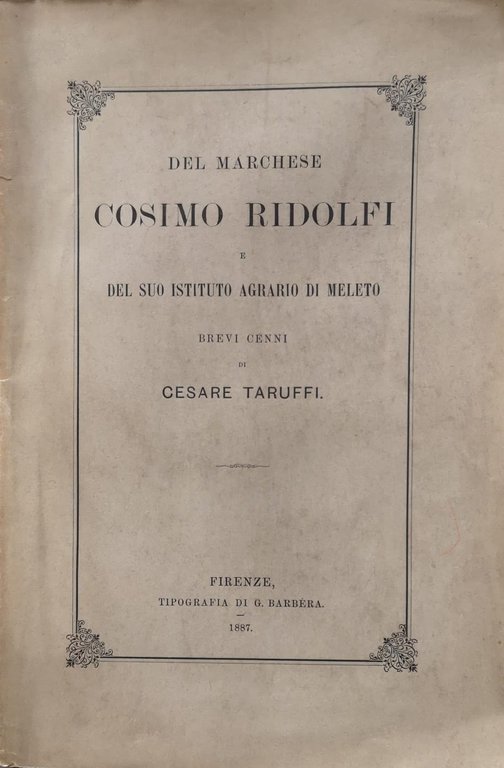 DEL MARCHESE
COSIMO RIDOLFI
E
DEL SUO ISTITUTO AGRARIO DI MELETO
BREVI CENNI
DI
CESARE TARUFFI.
FIRENZE,
TIPOGRAFIA DI G. BARBÈRA.
1887.